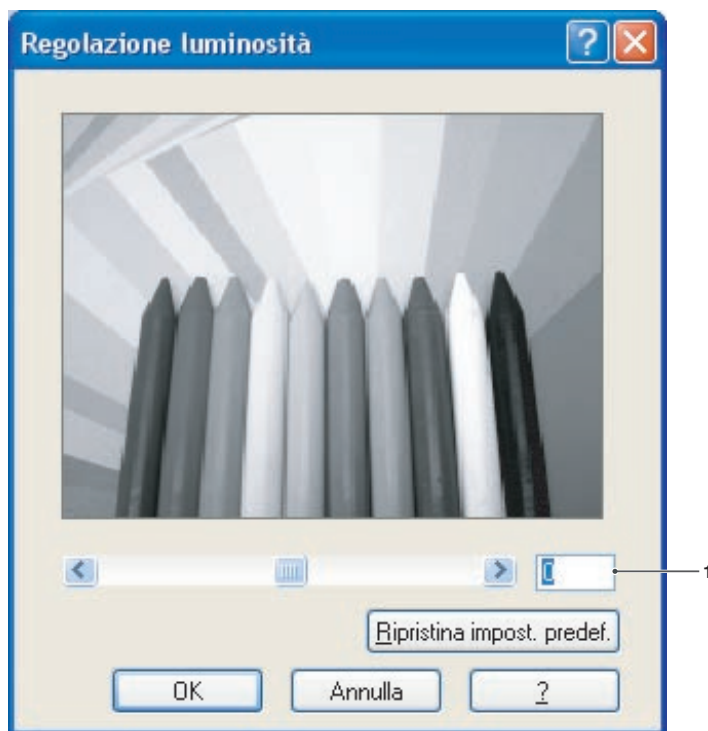 Regolazione luminosità
0
1
Ripristina impost. predef.
OK
Annulla
?